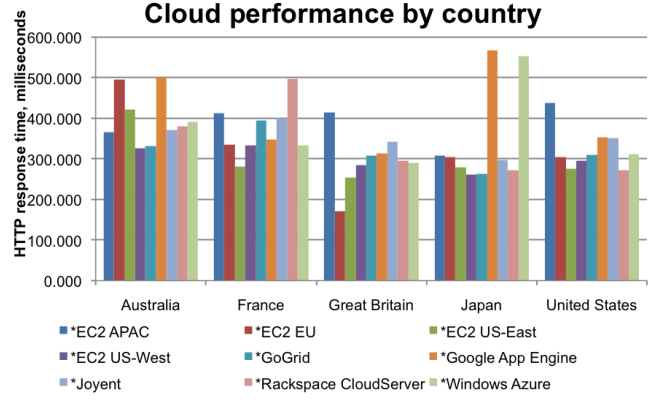 Cloud performance by country
HTTP response time, milliseconds
600.000
500.000
400.000
300.000
200.000
100.000
0.000
Australia France Great Britain Japan United States
*EC2 APAC *EC2 EU *EC2 US-East
*EC2 US-West *GoGrid *Google App Engine
*Joyent *Rackspace CloudServer *Windows Azure